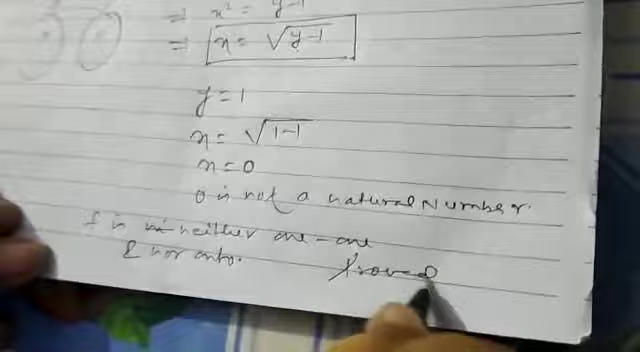 ⇒ x² = y-1
⇒ x = √y-1
y = 1
x = √1-1
x = 0
0 is not a natural Number.
f is neither one-one
& nor onto.
Proved